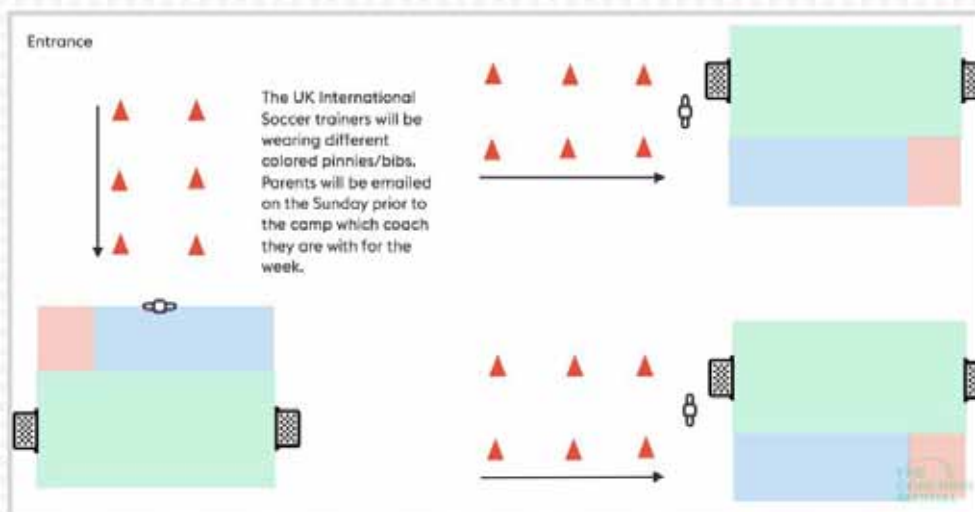 Entrance
The UK International
Soccer trainers will be
wearing different
colored pinnies/bibs.
Parents will be emailed
on the Sunday prior to
the camp which coach
they are with for the
week.